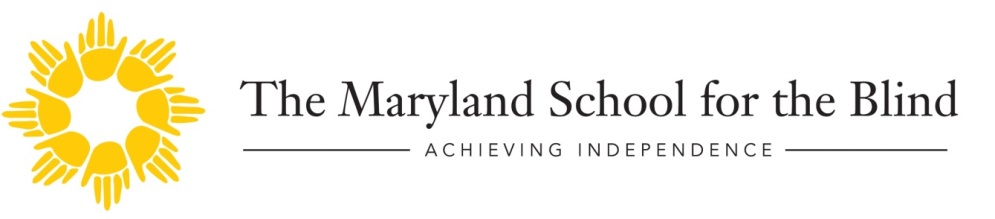 The Maryland School for the Blind
ACHIEVING INDEPENDENCE